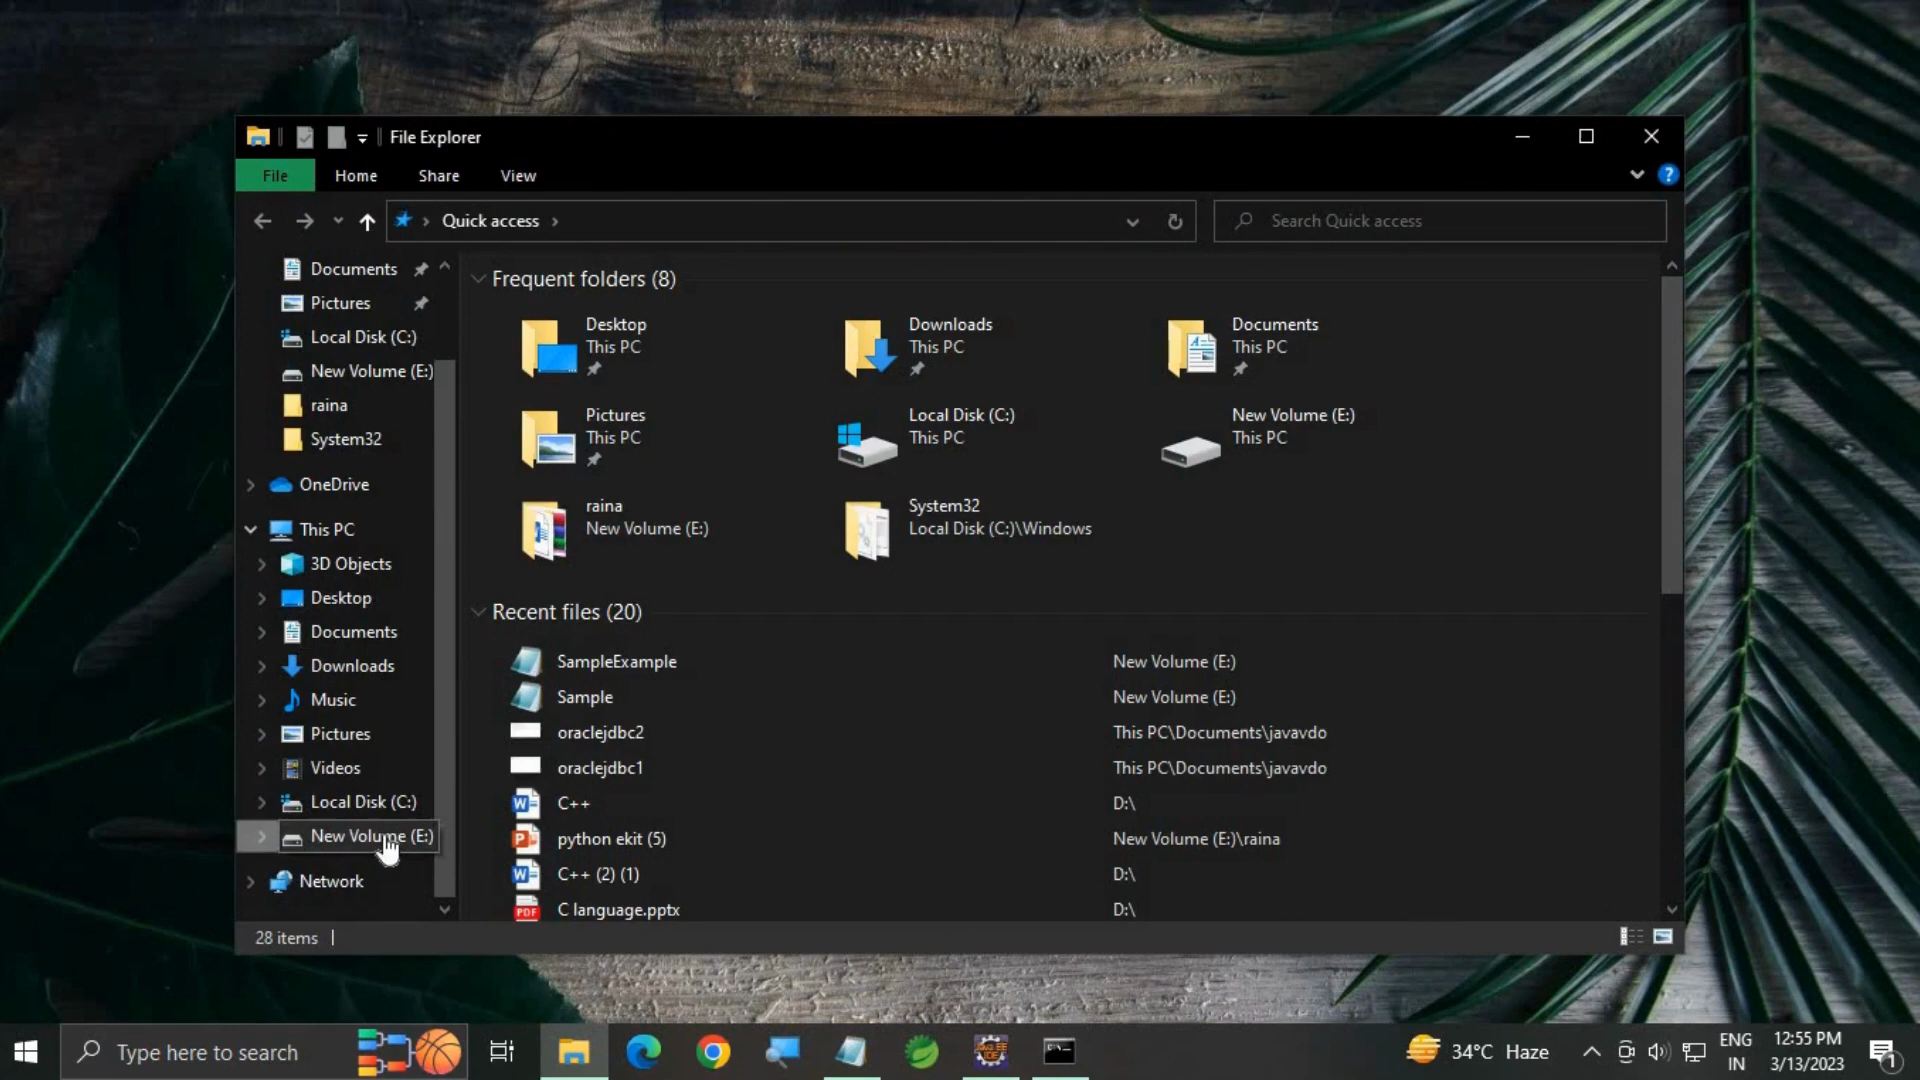 File Explorer
File Home Share View
Quick access
Search Quick access
Documents
Pictures
Local Disk (C:)
New Volume (E:)
raina
System32
OneDrive
This PC
3D Objects
Desktop
Documents
Downloads
Music
Pictures
Videos
Local Disk (C:)
New Volume (E:)
Network
Frequent folders (8)
Desktop
This PC
Downloads
This PC
Documents
This PC
Pictures
This PC
Local Disk (C:)
This PC
New Volume (E:)
This PC
raina
New Volume (E:)
System32
Local Disk (C:)\Windows
Recent files (20)
SampleExample New Volume (E:)
Sample New Volume (E:)
oraclejdbc2 This PC\Documents\javavdo
oraclejdbc1 This PC\Documents\javavdo
C++ D:\
python ekit (5) New Volume (E:)\raina
C++ (2) (1) D:\
C language.pptx D:\
28 items
Type here to search
34°C Haze
ENG
IN
12:55 PM
3/13/2023
1